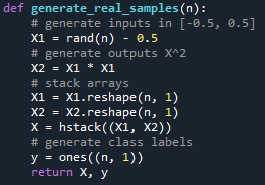 def generate_real_samples(n):
    # generate inputs in [-0.5, 0.5]
    X1 = rand(n) - 0.5
    # generate outputs X^2
    X2 = X1 * X1
    # stack arrays
    X1 = X1.reshape(n, 1)
    X2 = X2.reshape(n, 1)
    X = hstack((X1, X2))
    # generate class labels
    y = ones((n, 1))
    return X, y